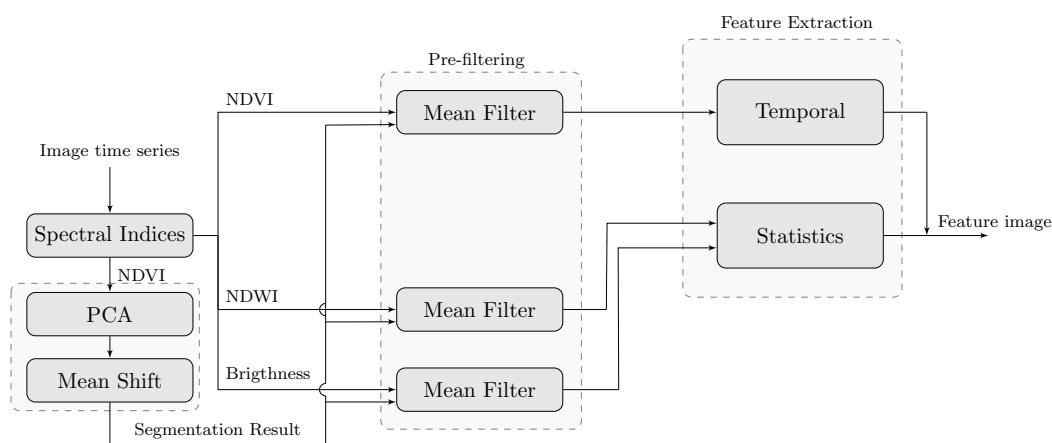 Feature Extraction
Pre-filtering
NDVI
Mean Filter
Temporal
Image time series
Spectral Indices
Statistics
Feature image
NDVI
NDWI
PCA
Mean Filter
Mean Shift
Brigthness
Mean Filter
Segmentation Result